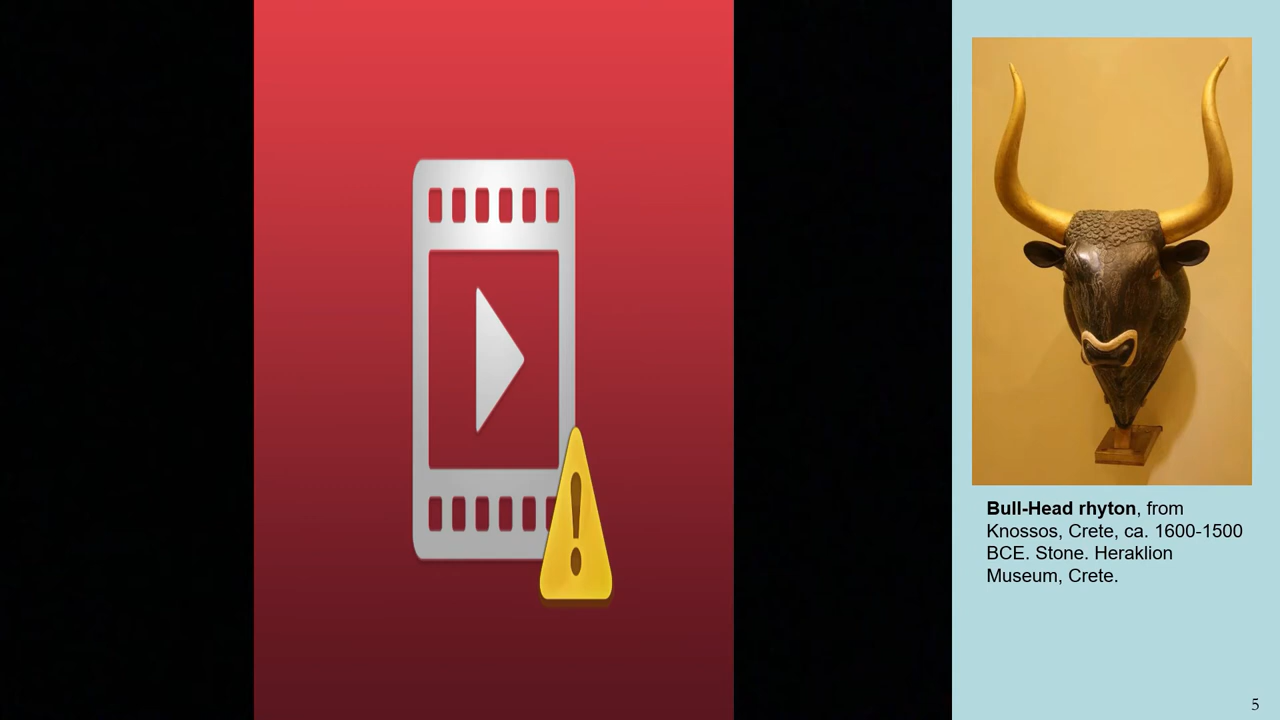 Bull-Head rhyton, from
Knossos, Crete, ca. 1600-1500
BCE. Stone. Heraklion
Museum, Crete.
5